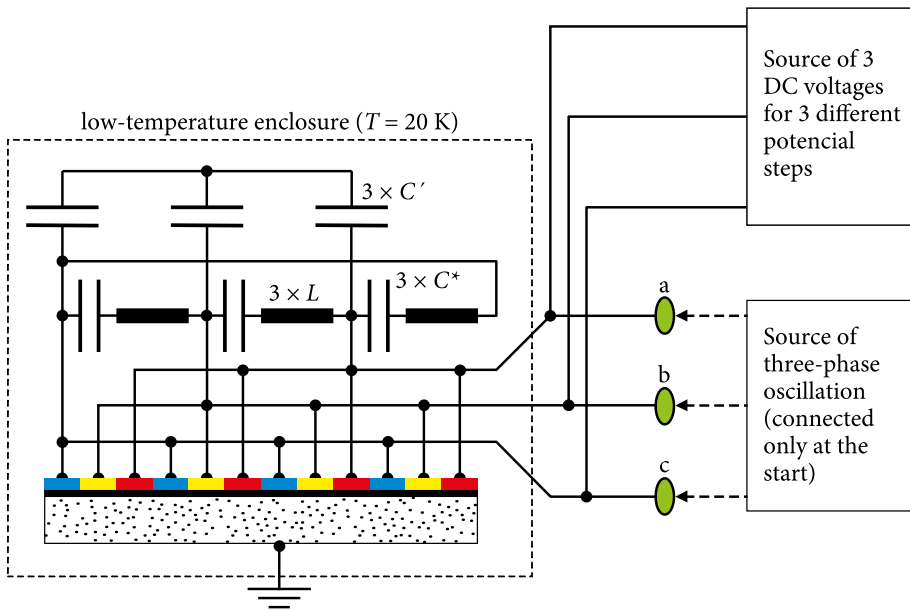 Source of 3
DC voltages
for 3 different
potencial
steps
low-temperature enclosure (T = 20 K)
3 × C′
3 × L
3 × C*
a
b
c
Source of
three-phase
oscillation
(connected
only at the
start)